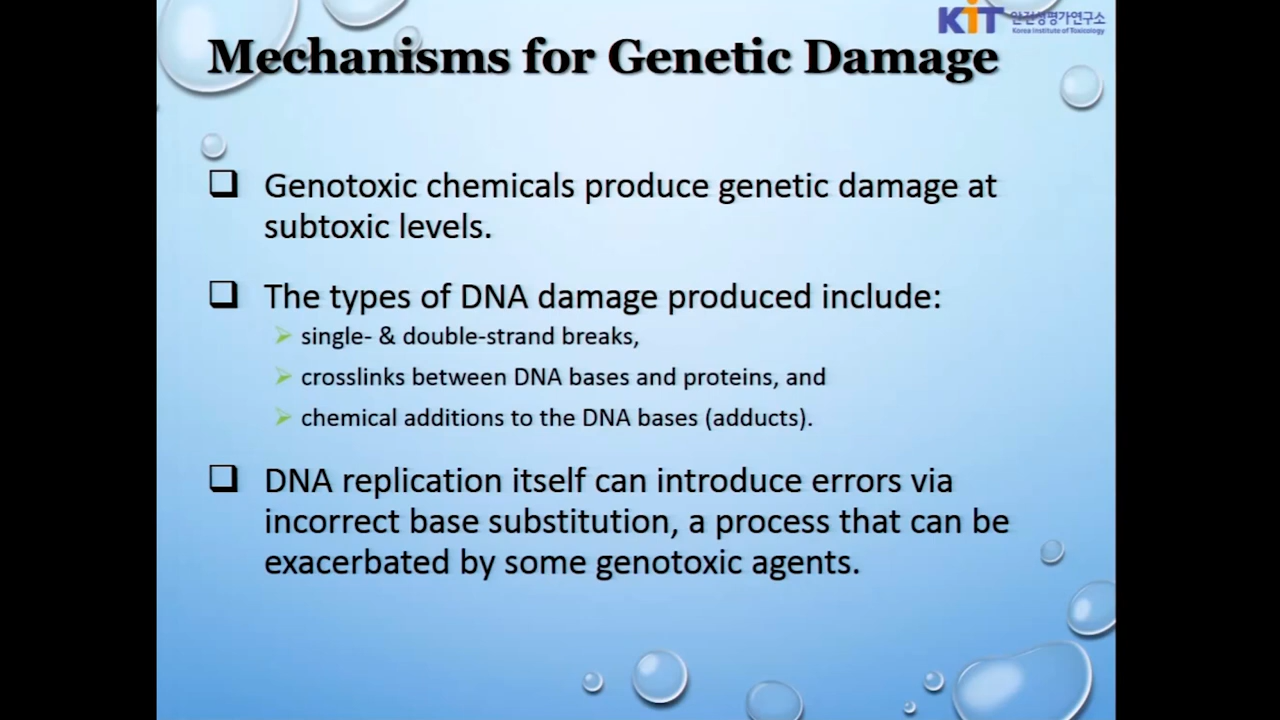 KIT 안전성평가연구소
Korea Institute of Toxicology
Mechanisms for Genetic Damage
Genotoxic chemicals produce genetic damage at
subtoxic levels.
The types of DNA damage produced include:
single- & double-strand breaks,
crosslinks between DNA bases and proteins, and
chemical additions to the DNA bases (adducts).
DNA replication itself can introduce errors via
incorrect base substitution, a process that can be
exacerbated by some genotoxic agents.